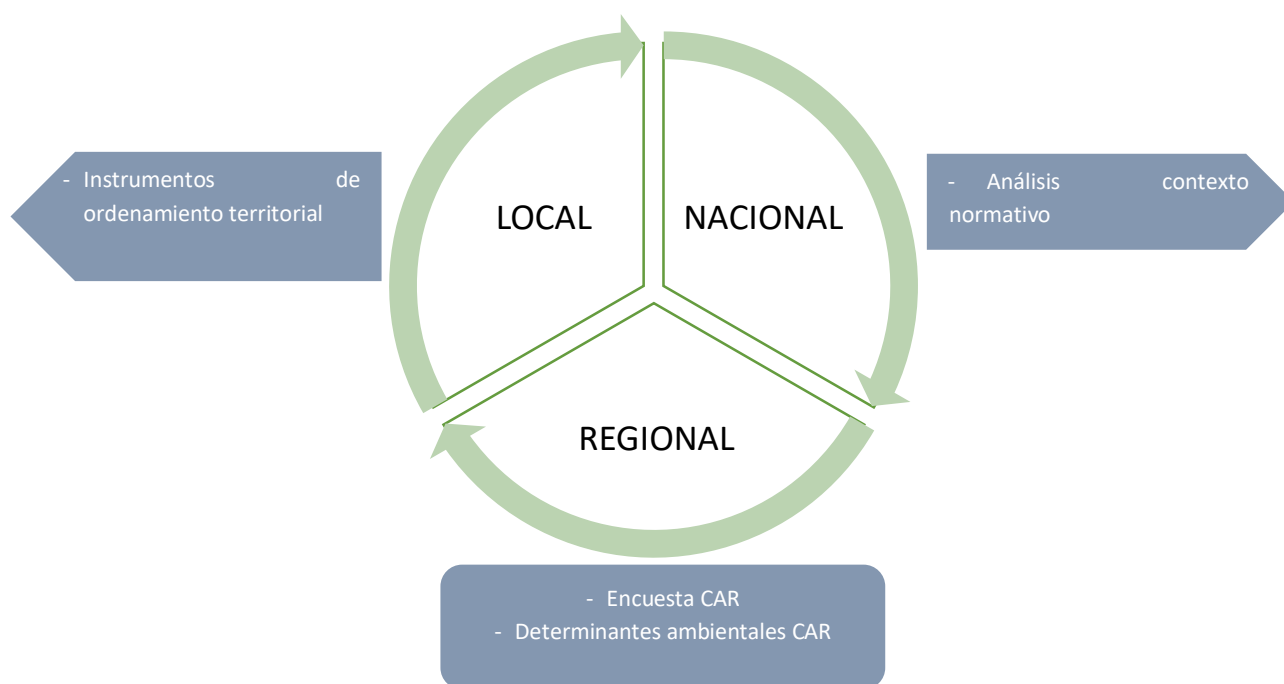 - Instrumentos de
ordenamiento territorial
LOCAL
NACIONAL
- Análisis contexto
normativo
REGIONAL
- Encuesta CAR
- Determinantes ambientales CAR